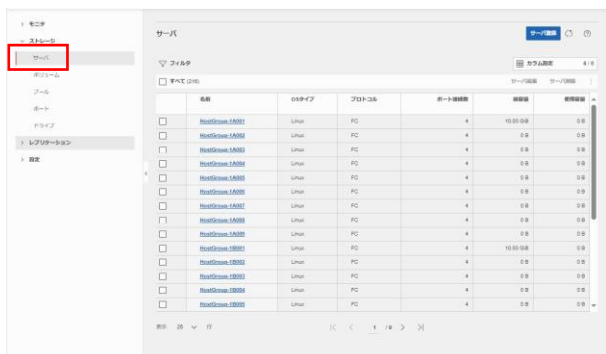 モニタ
ストレージ
サーバ
ボリューム
プール
ポート
ドライブ
レプリケーション
設定
サーバ
サーバ登録
フィルタ
カラム設定 6 / 8
すべて (216)
サーバ編集 サーバ削除
名前 OSタイプ プロトコル ポート接続数 総容量 使用容量
HostGroup-1A001 Linux FC 4 10.00 GiB 0 B
HostGroup-1A002 Linux FC 4 0 B 0 B
HostGroup-1A003 Linux FC 4 0 B 0 B
HostGroup-1A004 Linux FC 4 0 B 0 B
HostGroup-1A005 Linux FC 4 0 B 0 B
HostGroup-1A006 Linux FC 4 0 B 0 B
HostGroup-1A007 Linux FC 4 0 B 0 B
HostGroup-1A008 Linux FC 4 0 B 0 B
HostGroup-1A009 Linux FC 4 0 B 0 B
HostGroup-1B001 Linux FC 4 10.00 GiB 0 B
HostGroup-1B002 Linux FC 4 0 B 0 B
HostGroup-1B003 Linux FC 4 0 B 0 B
HostGroup-1B004 Linux FC 4 0 B 0 B
HostGroup-1B005 Linux FC 4 0 B 0 B
表示 25 行 1 / 9